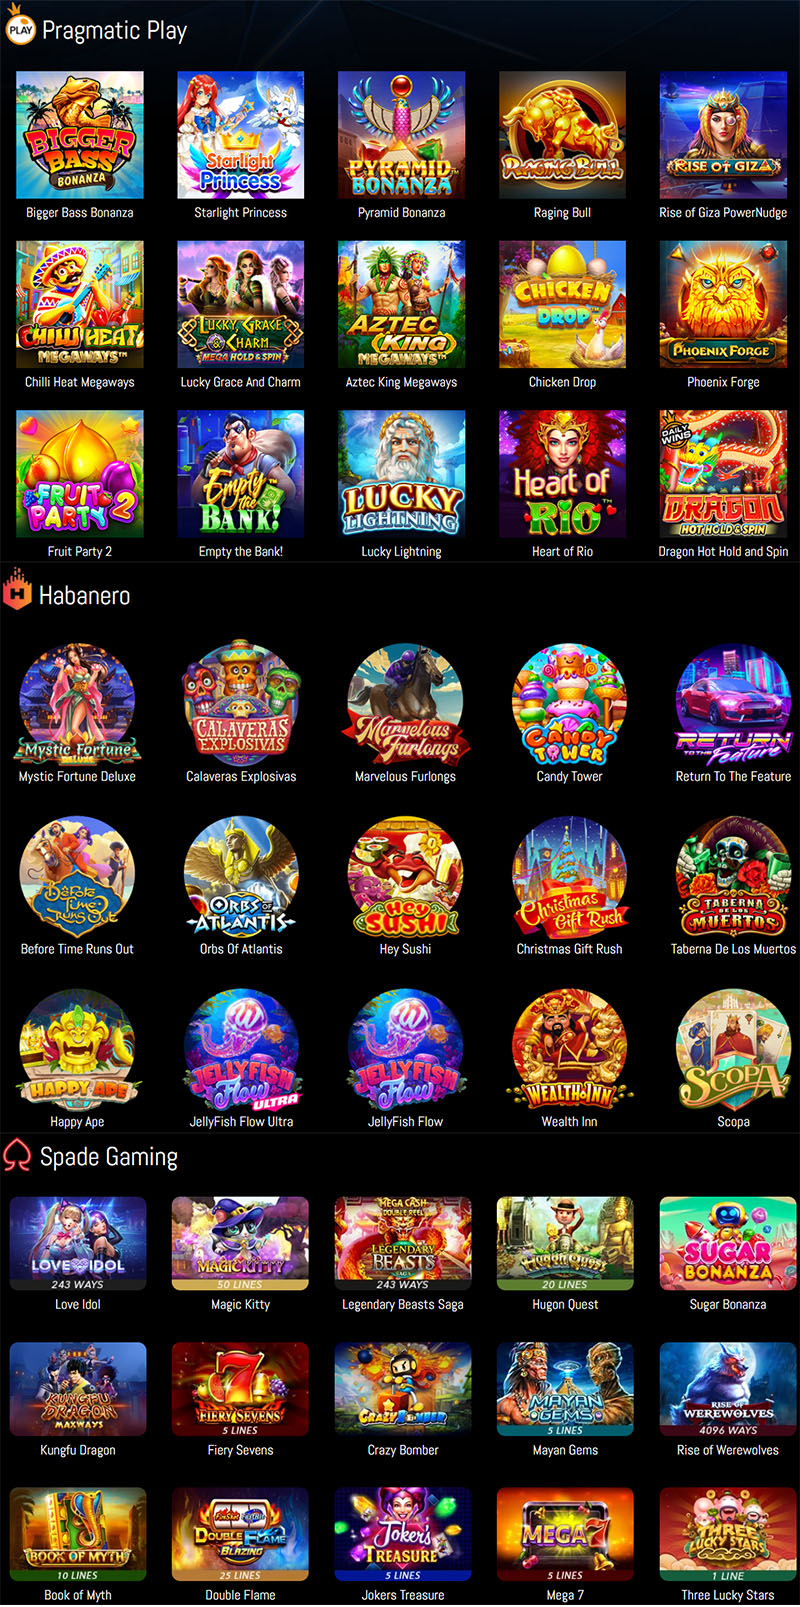 PLAY Pragmatic Play
BIGGER BASS BONANZA
Starlight Princess
PYRAMID BONANZA™
RAGING BULL
RISE OF GIZA
Bigger Bass Bonanza
Starlight Princess
Pyramid Bonanza
Raging Bull
Rise of Giza PowerNudge
CHILLI HEAT MEGAWAYS™
LUCKY, GRACE & CHARM MEGA HOLD & SPIN
AZTEC KING MEGAWAYS™
CHICKEN DROP™
PHOENIX FORGE
Chilli Heat Megaways
Lucky Grace And Charm
Aztec King Megaways
Chicken Drop
Phoenix Forge
FRUIT PARTY 2
Empty the BANK!™
LUCKY LIGHTNING
Heart of RIO™
DAILY WINS
DRAGON HOT HOLD & SPIN
Fruit Party 2
Empty the Bank!
Lucky Lightning
Heart of Rio
Dragon Hot Hold and Spin
H Habanero
Mystic Fortune DELUXE
CALAVERAS EXPLOSIVAS
Marvelous Furlongs
CANDY TOWER
RETURN TO THE Feature
Mystic Fortune Deluxe
Calaveras Explosivas
Marvelous Furlongs
Candy Tower
Return To The Feature
Before Time Runs Out
ORBS OF ATLANTIS
Hey SUSHI
Christmas Gift Rush
TABERNA DE LOS MUERTOS
Before Time Runs Out
Orbs Of Atlantis
Hey Sushi
Christmas Gift Rush
Taberna De Los Muertos
HAPPY APE
W JELLYFISH Flow ULTRA
W JELLYFISH Flow
WEALTH INN
SCOPA
Happy Ape
JellyFish Flow Ultra
JellyFish Flow
Wealth Inn
Scopa
Spade Gaming
LOVE IDOL
243 WAYS
MAGIC KITTY
50 LINES
MEGA CASH DOUBLE REEL
LEGENDARY BEASTS SAGA
243 WAYS
Hugon Quest
20 LINES
SUGAR BONANZA
Love Idol
Magic Kitty
Legendary Beasts Saga
Hugon Quest
Sugar Bonanza
KUNGFU DRAGON MAXWAYS
7 FIERY SEVENS
5 LINES
CRAZY BOMBER
MAYAN GEMS
5 LINES
RISE OF WEREWOLVES
4096 WAYS
Kungfu Dragon
Fiery Sevens
Crazy Bomber
Mayan Gems
Rise of Werewolves
BOOK OF MYTH
10 LINES
DOUBLE FLAME BLAZING
25 LINES
Joker's TREASURE
5 LINES
MEGA7
5 LINES
THREE LUCKY STARS
1 LINE
Book of Myth
Double Flame
Jokers Treasure
Mega 7
Three Lucky Stars